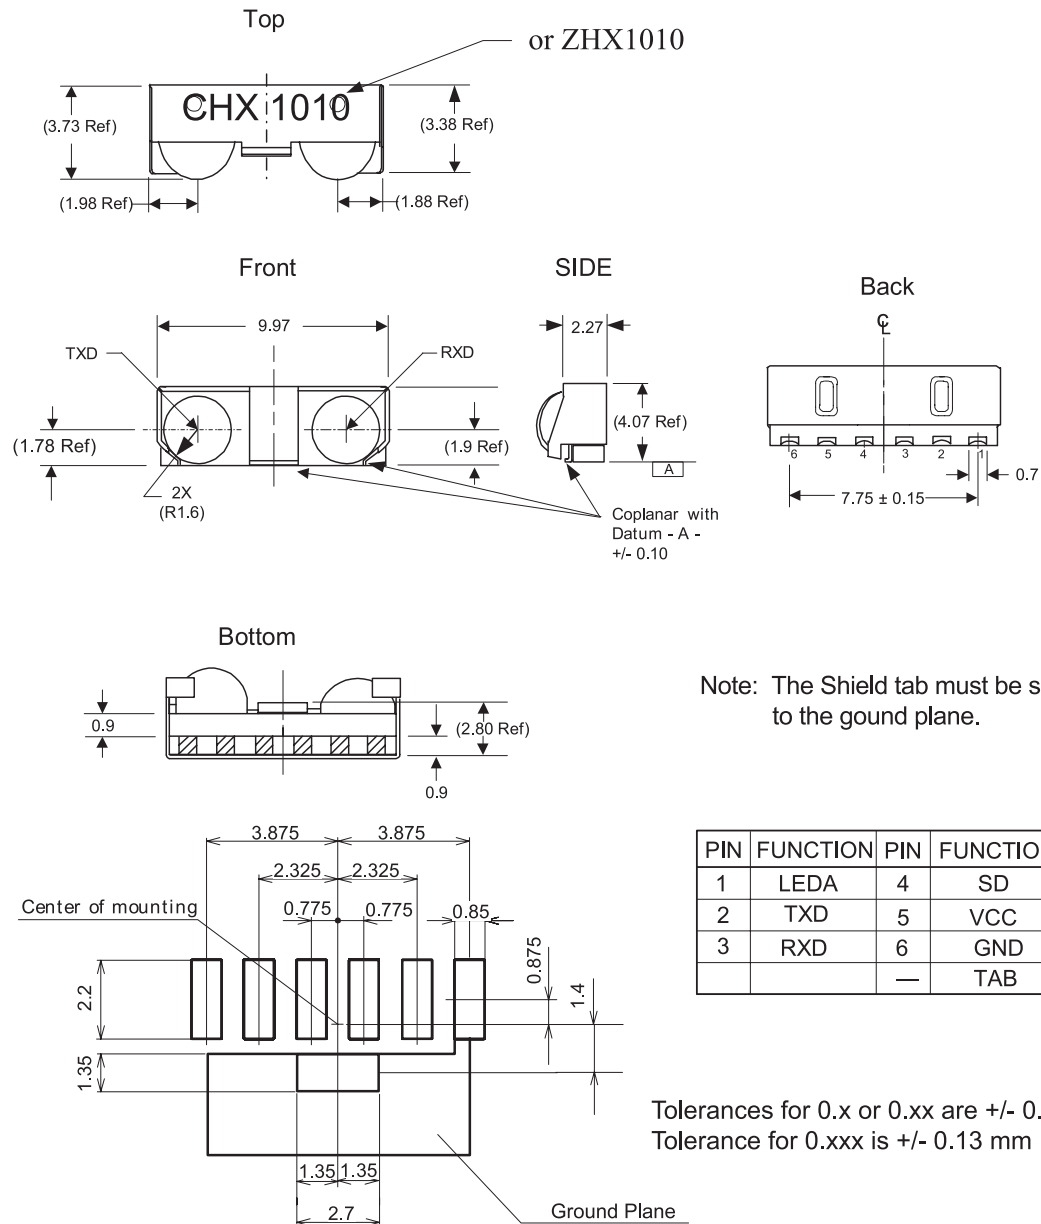 Top
or ZHX1010
CHX 1010
(3.73 Ref)
(3.38 Ref)
(1.98 Ref)
(1.88 Ref)
Front
SIDE
Back
℄
9.97
2.27
TXD
RXD
(1.78 Ref)
(1.9 Ref)
(4.07 Ref)
A
2X
(R1.6)
Coplanar with
Datum - A -
+/- 0.10
6 5 4 3 2 1
0.7
7.75 ± 0.15
Bottom
0.9
(2.80 Ref)
0.9
Note: The Shield tab must be s
to the gound plane.
3.875 3.875
2.325 2.325
Center of mounting
0.775 0.775
0.85
0.875
1.4
2.2
1.35
1.35 1.35
2.7
Ground Plane
PIN FUNCTION PIN FUNCTIO
1 LEDA 4 SD
2 TXD 5 VCC
3 RXD 6 GND
— TAB
Tolerances for 0.x or 0.xx are +/- 0.
Tolerance for 0.xxx is +/- 0.13 mm